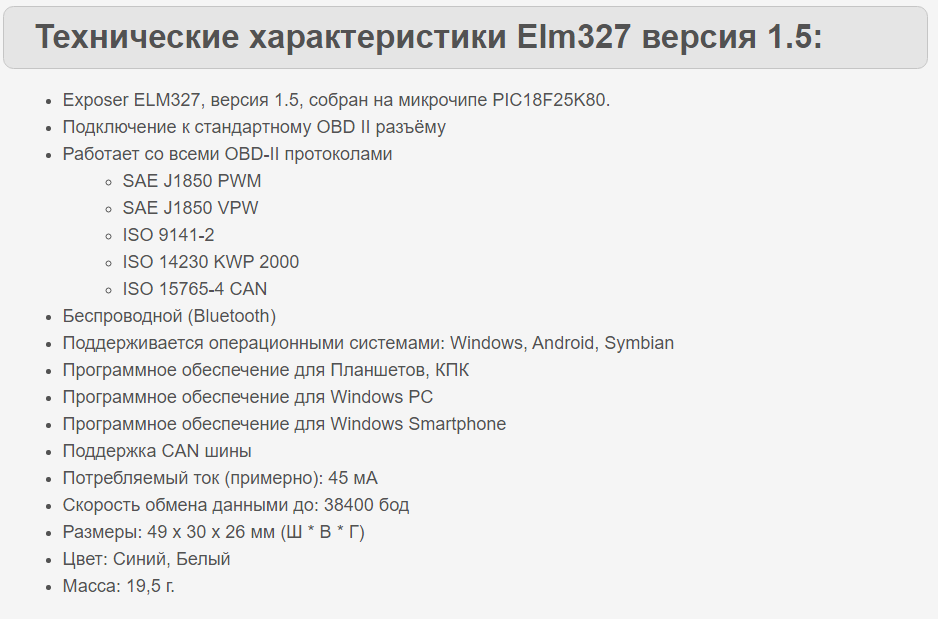 Технические характеристики Elm327 версия 1.5:
Exposer ELM327, версия 1.5, собран на микрочипе PIC18F25K80.
Подключение к стандартному OBD II разъёму
Работает со всеми OBD-II протоколами
SAE J1850 PWM
SAE J1850 VPW
ISO 9141-2
ISO 14230 KWP 2000
ISO 15765-4 CAN
Беспроводной (Bluetooth)
Поддерживается операционными системами: Windows, Android, Symbian
Программное обеспечение для Планшетов, КПК
Программное обеспечение для Windows PC
Программное обеспечение для Windows Smartphone
Поддержка CAN шины
Потребляемый ток (примерно): 45 мА
Скорость обмена данными до: 38400 бод
Размеры: 49 x 30 x 26 мм (Ш * В * Г)
Цвет: Синий, Белый
Масса: 19,5 г.